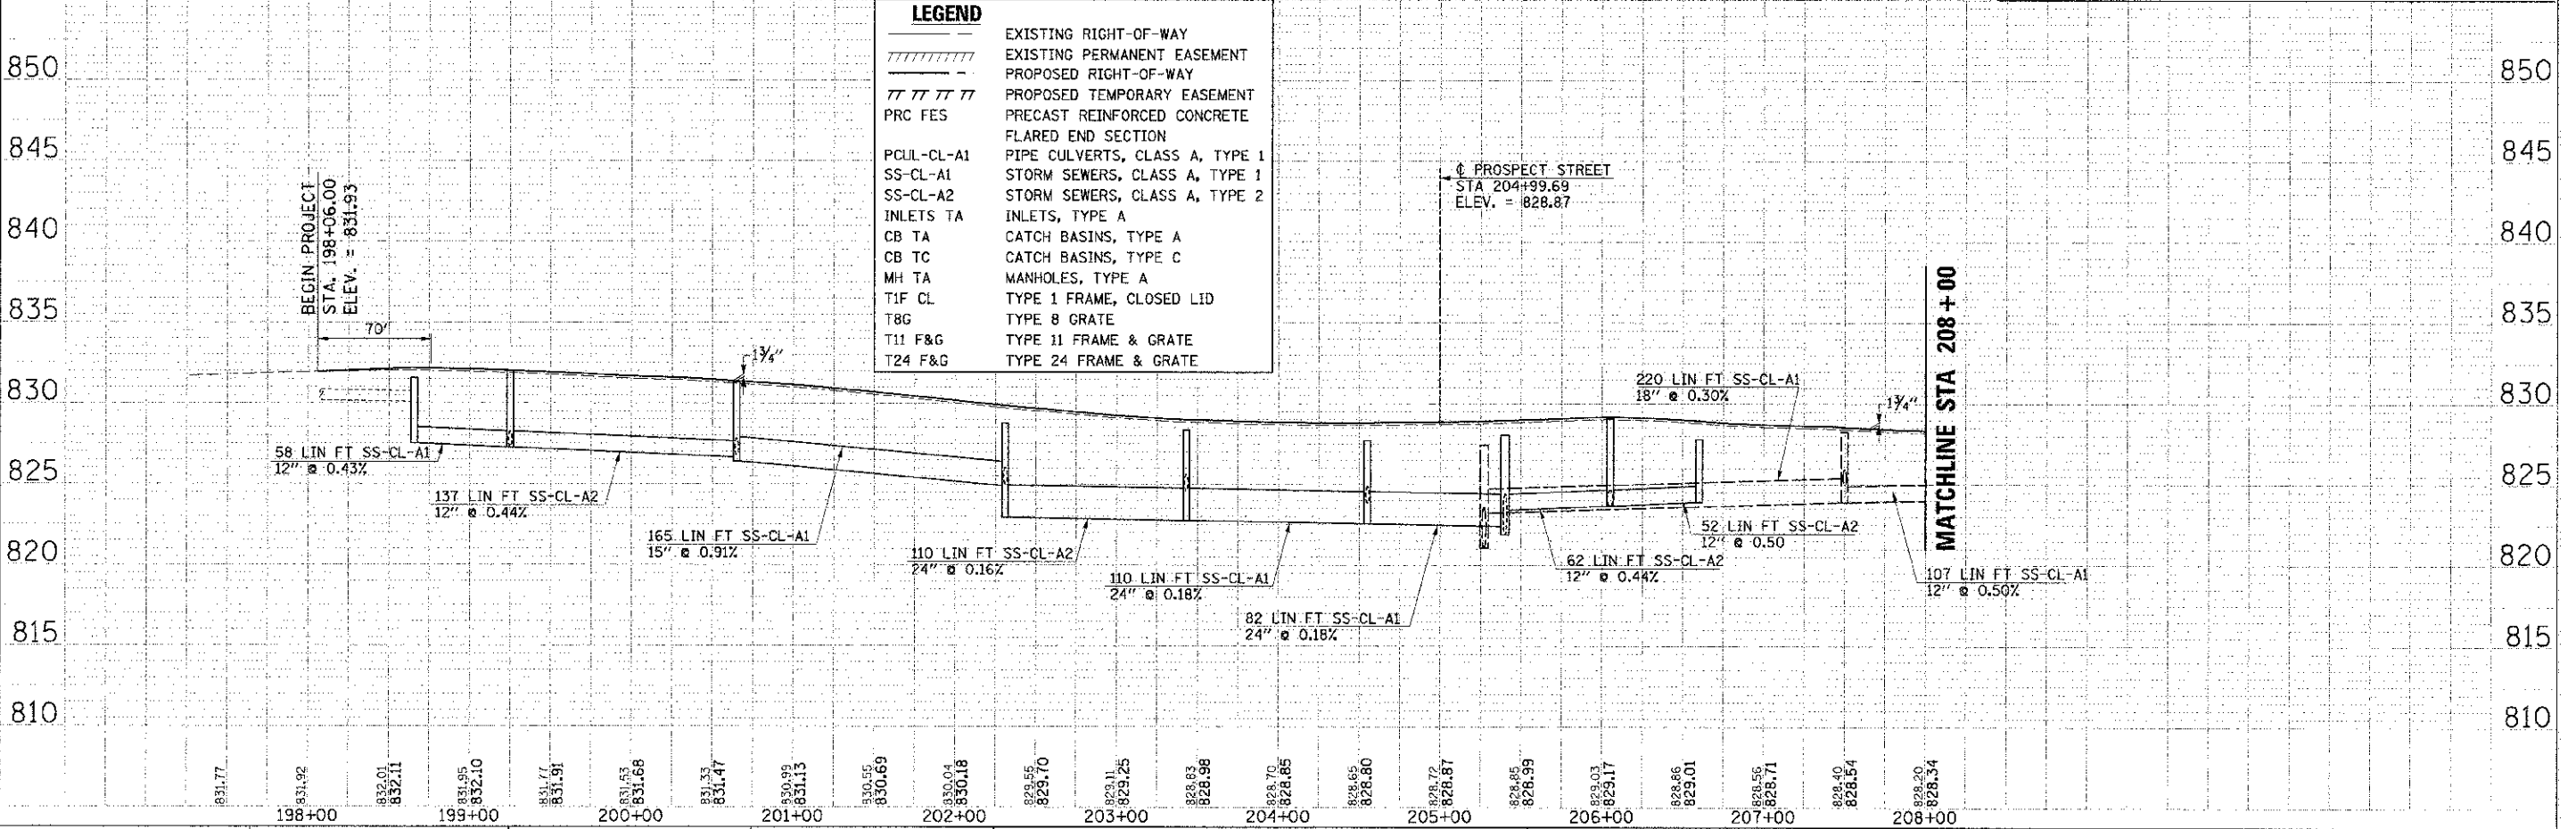 LEGEND
EXISTING RIGHT-OF-WAY
EXISTING PERMANENT EASEMENT
PROPOSED RIGHT-OF-WAY
PROPOSED TEMPORARY EASEMENT
PRC FES PRECAST REINFORCED CONCRETE
FLARED END SECTION
PCUL-CL-A1 PIPE CULVERTS, CLASS A, TYPE 1
SS-CL-A1 STORM SEWERS, CLASS A, TYPE 1
SS-CL-A2 STORM SEWERS, CLASS A, TYPE 2
INLETS TA INLETS, TYPE A
CB TA CATCH BASINS, TYPE A
CB TC CATCH BASINS, TYPE C
MH TA MANHOLES, TYPE A
T1F CL TYPE 1 FRAME, CLOSED LID
T8G TYPE 8 GRATE
T11 F&G TYPE 11 FRAME & GRATE
T24 F&G TYPE 24 FRAME & GRATE
850 850
845 845
840 840
835 835
830 830
825 825
820 820
815 815
810 810
BEGIN PROJECT
STA. 198+06.00
ELEV. = 831.93
70'
1¾"
℄ PROSPECT STREET
STA 204+99.69
ELEV. = 828.87
1¾"
MATCHLINE STA 208+00
58 LIN FT SS-CL-A1
12" @ 0.43%
137 LIN FT SS-CL-A2
12" @ 0.44%
165 LIN FT SS-CL-A1
15" @ 0.91%
110 LIN FT SS-CL-A2
24" @ 0.16%
110 LIN FT SS-CL-A1
24" @ 0.18%
82 LIN FT SS-CL-A1
24" @ 0.18%
220 LIN FT SS-CL-A1
18" @ 0.30%
52 LIN FT SS-CL-A2
12" @ 0.50
62 LIN FT SS-CL-A2
12" @ 0.44%
107 LIN FT SS-CL-A1
12" @ 0.50%
831.77
831.92
832.01
832.11
831.95
832.10
831.77
831.91
831.53
831.68
831.33
831.47
830.99
831.13
830.55
830.69
830.04
830.18
829.55
829.70
829.11
829.25
828.83
828.98
828.70
828.85
828.65
828.80
828.72
828.87
828.85
828.99
829.03
829.17
828.86
829.01
828.56
828.71
828.40
828.54
828.20
828.34
198+00 199+00 200+00 201+00 202+00 203+00 204+00 205+00 206+00 207+00 208+00